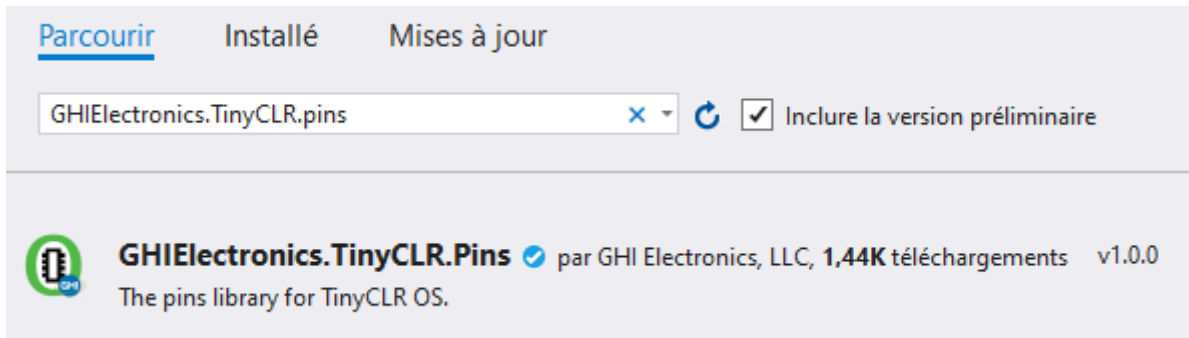 Parcourir Installé Mises à jour
GHIElectronics.TinyCLR.pins Inclure la version préliminaire
GHIElectronics.TinyCLR.Pins par GHI Electronics, LLC, 1,44K téléchargements v1.0.0
GHI
The pins library for TinyCLR OS.